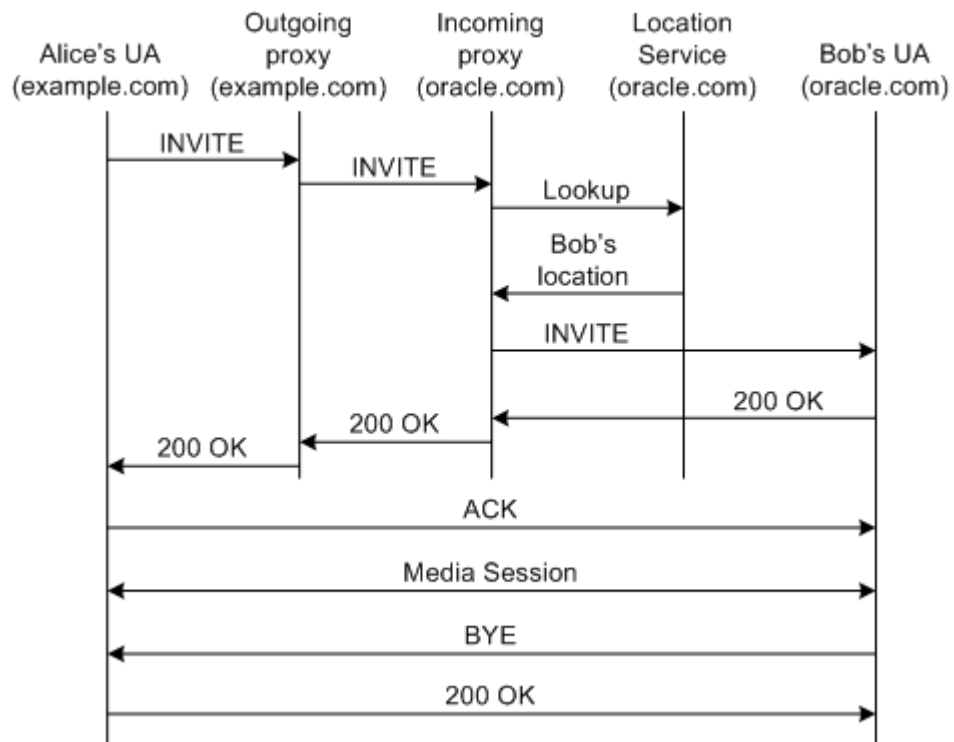 Alice's UA
(example.com)
Outgoing
proxy
(example.com)
Incoming
proxy
(oracle.com)
Location
Service
(oracle.com)
Bob's UA
(oracle.com)
INVITE
INVITE
Lookup
Bob's
location
INVITE
200 OK
200 OK
200 OK
ACK
Media Session
BYE
200 OK